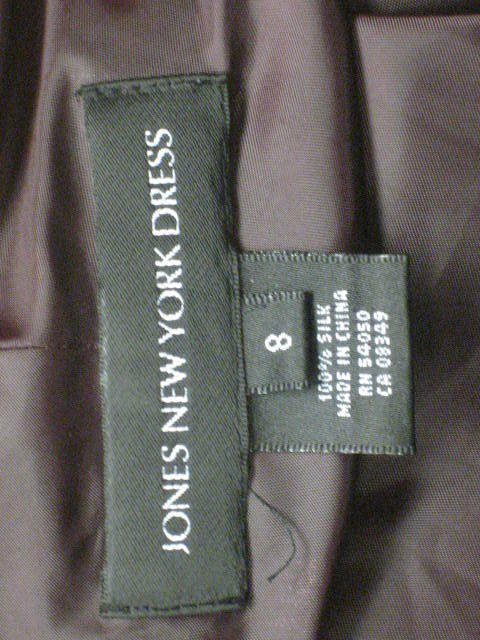 JONES NEW YORK DRESS
8
100% SILK
MADE IN CHINA
RN 54050
CA 08349